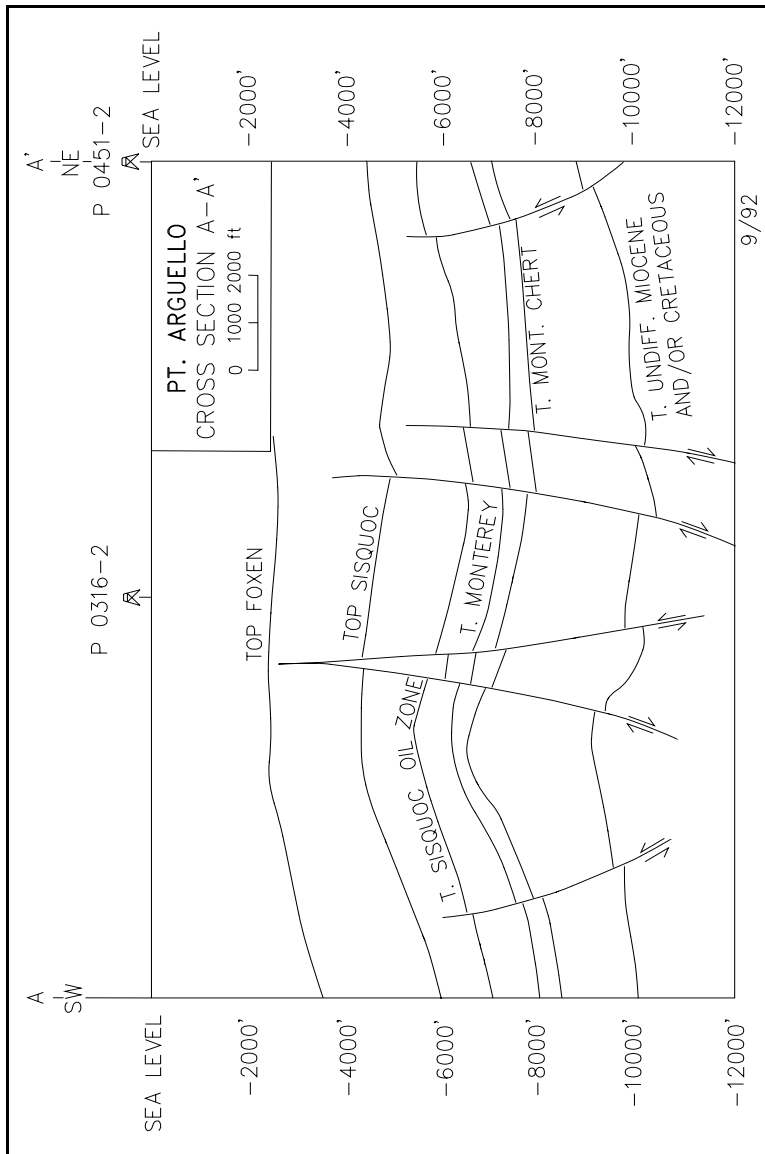 A
SW
A'
NE
P 0316-2
P 0451-2
SEA LEVEL
-2000'
-4000'
-6000'
-8000'
-10000'
-12000'
SEA LEVEL
-2000'
-4000'
-6000'
-8000'
-10000'
-12000'
PT. ARGUELLO
CROSS SECTION A-A'
0 1000 2000 ft
TOP FOXEN
TOP SISQUOC
T. SISQUOC OIL ZONE
T. MONTEREY
T. MONT. CHERT
T. UNDIFF. MIOCENE
AND/OR CRETACEOUS
9/92